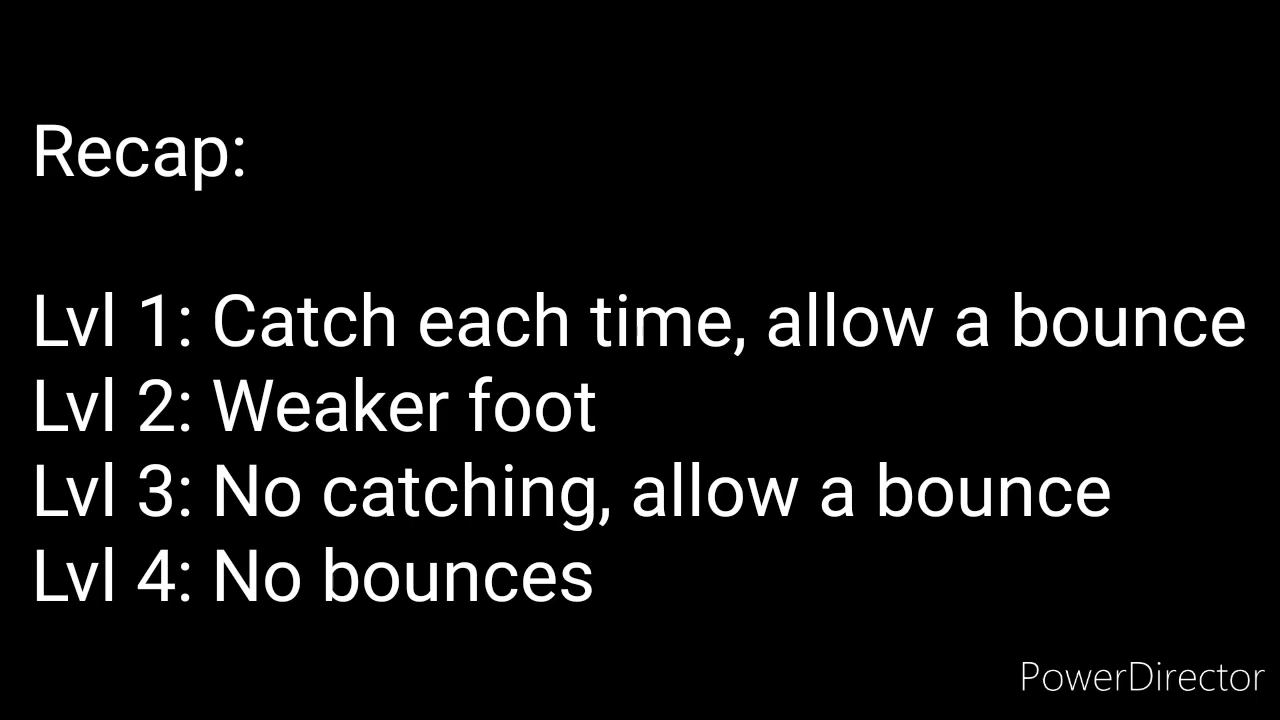 Recap:
Lvl 1: Catch each time, allow a bounce
Lvl 2: Weaker foot
Lvl 3: No catching, allow a bounce
Lvl 4: No bounces
PowerDirector